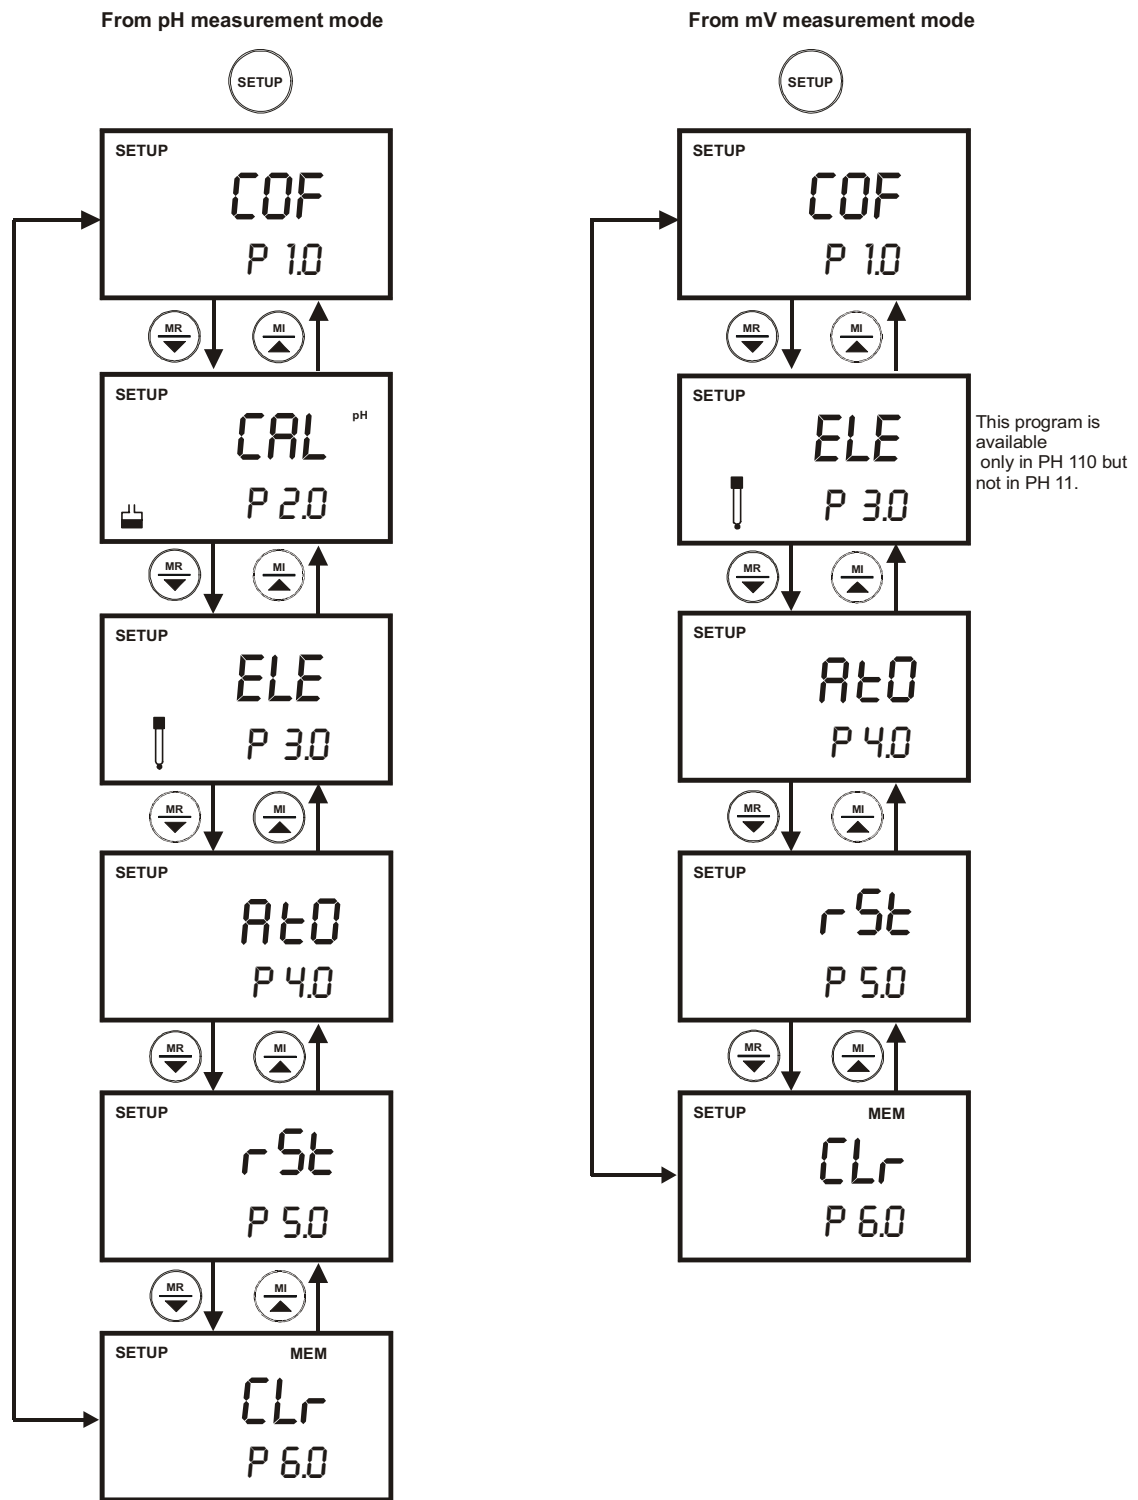 From pH measurement mode
SETUP
SETUP
COF
P 1.0
MR
MI
SETUP
pH
CAL
P 2.0
MR
MI
SETUP
ELE
P 3.0
MR
MI
SETUP
AtO
P 4.0
MR
MI
SETUP
rSt
P 5.0
MR
MI
SETUP MEM
CLr
P 6.0
From mV measurement mode
SETUP
SETUP
COF
P 1.0
MR
MI
SETUP
ELE
P 3.0
This program is
available
only in PH 110 but
not in PH 11.
MR
MI
SETUP
AtO
P 4.0
MR
MI
SETUP
rSt
P 5.0
MR
MI
SETUP MEM
CLr
P 6.0